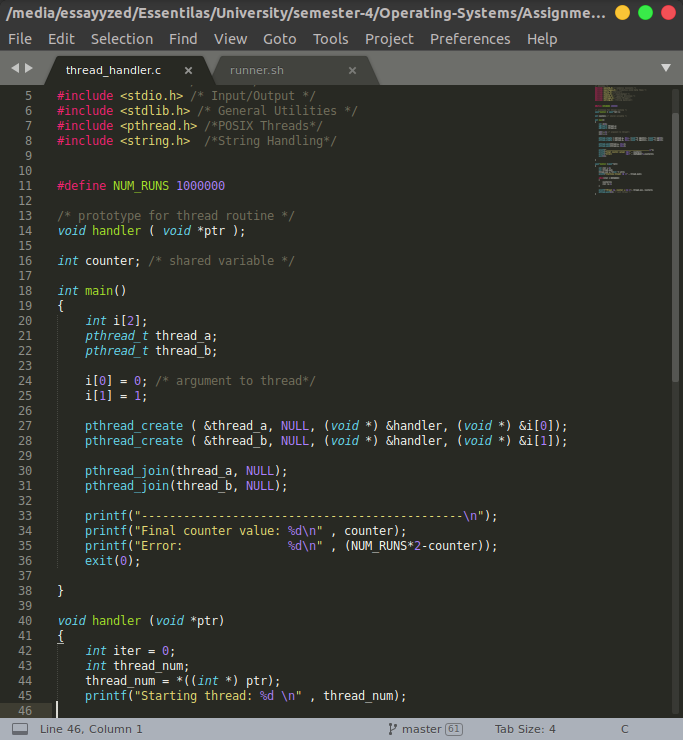 /media/essayyzed/Essentilas/University/semester-4/Operating-Systems/Assignme...
File Edit Selection Find View Goto Tools Project Preferences Help
thread_handler.c × runner.sh ×
5 #include <stdio.h> /* Input/Output */
6 #include <stdlib.h> /* General Utilities */
7 #include <pthread.h> /*POSIX Threads*/
8 #include <string.h>  /*String Handling*/
9
10
11 #define NUM_RUNS 1000000
12
13 /* prototype for thread routine */
14 void handler ( void *ptr );
15
16 int counter; /* shared variable */
17
18 int main()
19 {
20     int i[2];
21     pthread_t thread_a;
22     pthread_t thread_b;
23
24     i[0] = 0; /* argument to thread*/
25     i[1] = 1;
26
27     pthread_create ( &thread_a, NULL, (void *) &handler, (void *) &i[0]);
28     pthread_create ( &thread_b, NULL, (void *) &handler, (void *) &i[1]);
29
30     pthread_join(thread_a, NULL);
31     pthread_join(thread_b, NULL);
32
33     printf("----------------------------------------------\n");
34     printf("Final counter value: %d\n" , counter);
35     printf("Error:               %d\n" , (NUM_RUNS*2-counter));
36     exit(0);
37
38 }
39
40 void handler (void *ptr)
41 {
42     int iter = 0;
43     int thread_num;
44     thread_num = *((int *) ptr);
45     printf("Starting thread: %d \n" , thread_num);
46
Line 46, Column 1 master 61 Tab Size: 4 C